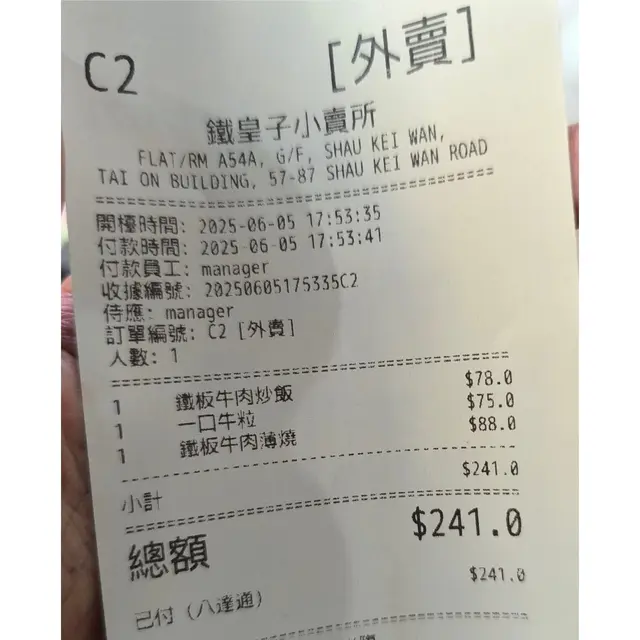 C2 [外賣]
鐵皇子小賣所
FLAT/RM A54A, G/F, SHAU KEI WAN,
TAI ON BUILDING, 57-87 SHAU KEI WAN ROAD
開檯時間: 2025-06-05 17:53:35
付款時間: 2025-06-05 17:53:41
付款員工: manager
收據編號: 20250605175335C2
侍應: manager
訂單編號: C2 [外賣]
人數: 1
1 鐵板牛肉炒飯 $78.0
1 一口牛粒 $75.0
1 鐵板牛肉薄燒 $88.0
小計 $241.0
總額 $241.0
已付 (八達通) $241.0